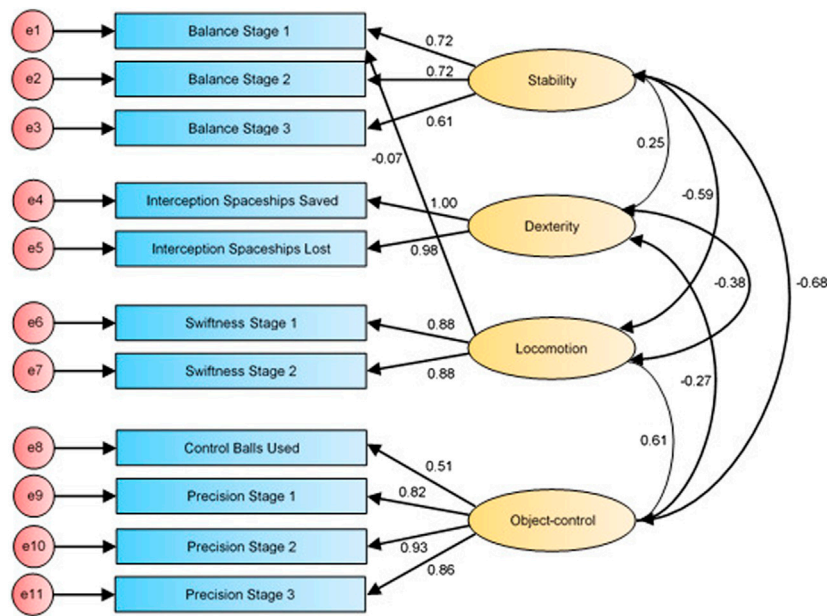 e1
Balance Stage 1
0.72
e2
Balance Stage 2
0.72
Stability
e3
Balance Stage 3
0.61
0.25
-0.07
-0.59
e4
Interception Spaceships Saved
1.00
Dexterity
e5
Interception Spaceships Lost
0.98
-0.38
-0.68
e6
Swiftness Stage 1
0.88
Locomotion
e7
Swiftness Stage 2
0.88
-0.27
0.61
e8
Control Balls Used
0.51
e9
Precision Stage 1
0.82
Object-control
e10
Precision Stage 2
0.93
e11
Precision Stage 3
0.86